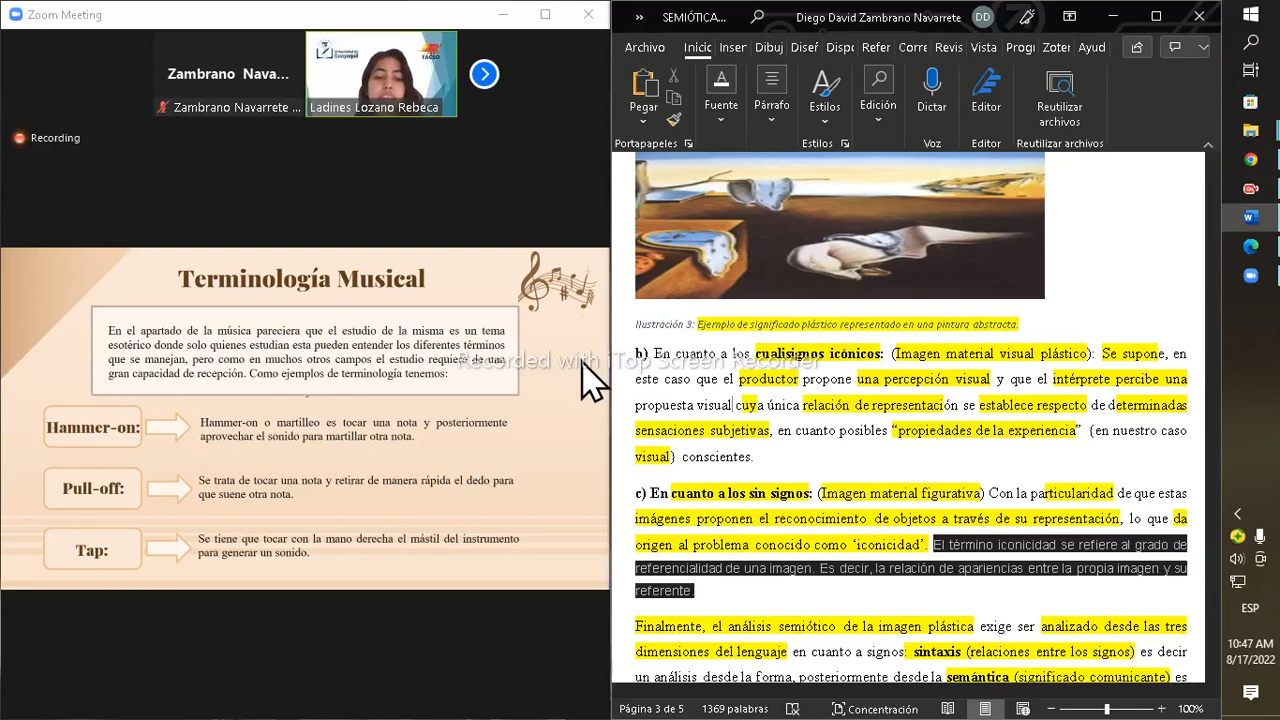 Zoom Meeting
Zambrano Nava...
Zambrano Navarrete ...
Universidad de Guayaquil
FACSO
Ladines Lozano Rebeca
Recording
Terminología Musical
En el apartado de la música pareciera que el estudio de la misma es un tema
esotérico donde solo quienes estudian esta pueden entender los diferentes términos
que se manejan, pero como en muchos otros campos el estudio requiere de una
gran capacidad de recepción. Como ejemplos de terminología tenemos:
Hammer-on:
Hammer-on o martilleo es tocar una nota y posteriormente
aprovechar el sonido para martillar otra nota.
Pull-off:
Se trata de tocar una nota y retirar de manera rápida el dedo para
que suene otra nota.
Tap:
Se tiene que tocar con la mano derecha el mástil del instrumento
para generar un sonido.
Recorded with iTop Screen Recorder
SEMIÓTICA...
Diego David Zambrano Navarrete
DD
Archivo
Inicio
Inser
Dibuj
Diseñ
Dispo
Refer
Corre
Revis
Vista
Progr
Zoter
Ayud
Pegar
Fuente
Párrafo
Estilos
Edición
Dictar
Editor
Reutilizar
archivos
Portapapeles
Estilos
Voz
Editor
Reutilizar archivos
Ilustración 3: Ejemplo de significado plástico representado en una pintura abstracta.
b) En cuanto a los cualisignos icónicos: (Imagen material visual plástico): Se supone, en
este caso que el productor propone una percepción visual y que el intérprete percibe una
propuesta visual cuya única relación de representación se establece respecto de determinadas
sensaciones subjetivas, en cuanto posibles “propiedades de la experiencia” {en nuestro caso
visual} conscientes.
c) En cuanto a los sin signos: (Imagen material figurativa) Con la particularidad de que estas
imágenes proponen el reconocimiento de objetos a través de su representación, lo que da
origen al problema conocido como ‘iconicidad’. El término iconicidad se refiere al grado de
referencialidad de una imagen. Es decir, la relación de apariencias entre la propia imagen y su
referente.
Finalmente, el análisis semiótico de la imagen plástica exige ser analizado desde las tres
dimensiones del lenguaje en cuanto a signos: sintaxis (relaciones entre los signos) es decir
un análisis desde la forma, posteriormente desde la semántica (significado comunicante) es
Página 3 de 5
1369 palabras
Concentración
100%
ESP
10:47 AM
8/17/2022